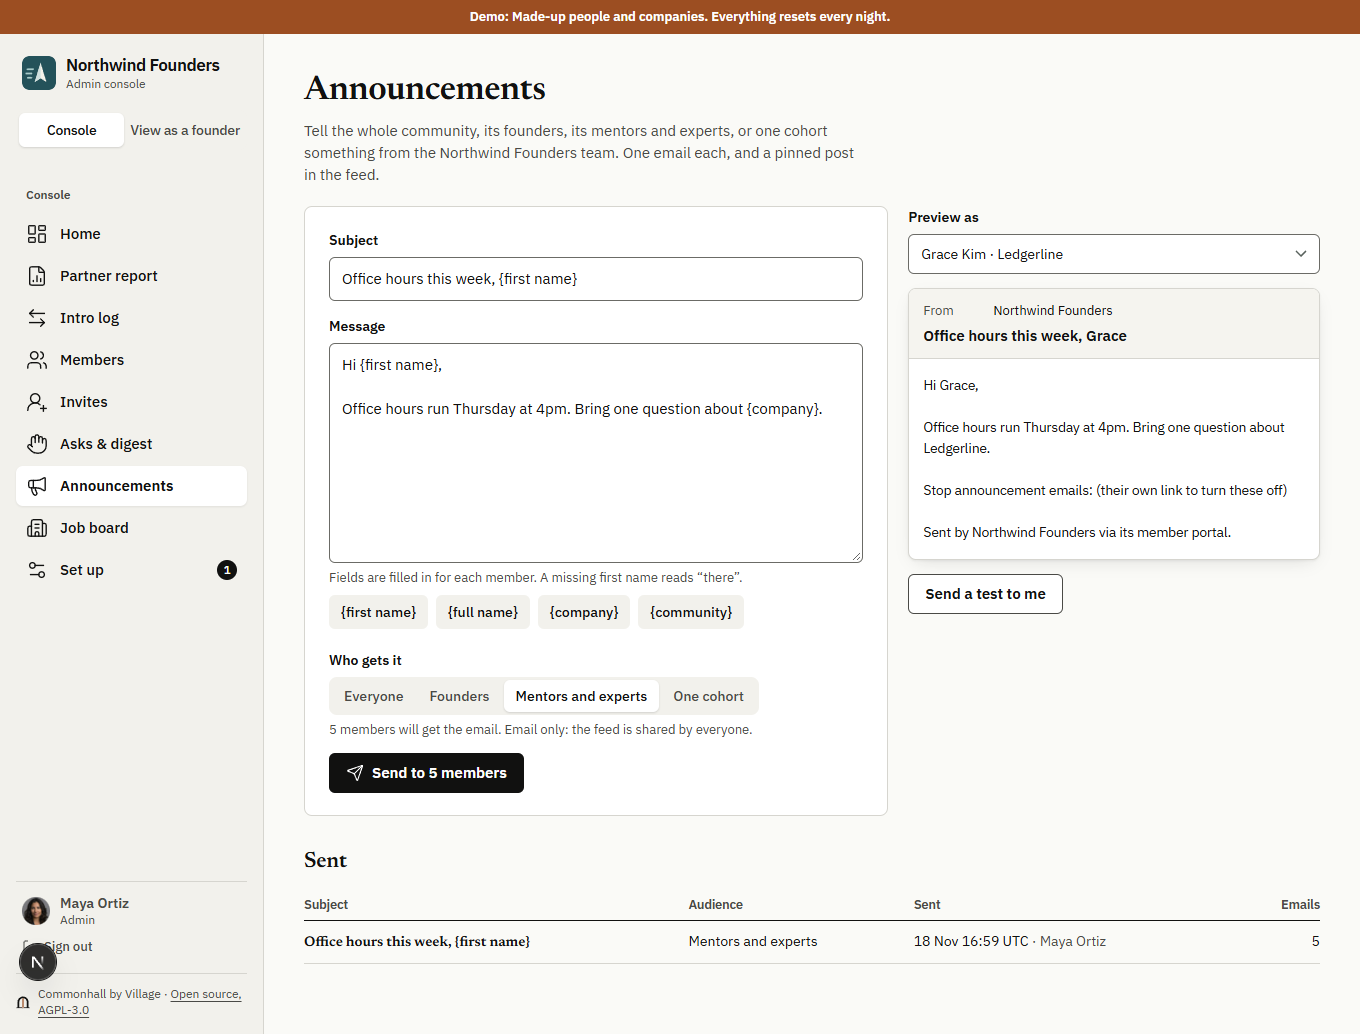 Demo: Made-up people and companies. Everything resets every night.
Northwind Founders
Admin console
Console
View as a founder
Console
Home
Partner report
Intro log
Members
Invites
Asks & digest
Announcements
Job board
Set up
1
Maya Ortiz
Admin
Sign out
N
Commonhall by Village · Open source,
AGPL-3.0
Announcements
Tell the whole community, its founders, its mentors and experts, or one cohort
something from the Northwind Founders team. One email each, and a pinned post
in the feed.
Subject
Office hours this week, {first name}
Message
Hi {first name},
Office hours run Thursday at 4pm. Bring one question about {company}.
Fields are filled in for each member. A missing first name reads “there”.
{first name}
{full name}
{company}
{community}
Who gets it
Everyone
Founders
Mentors and experts
One cohort
5 members will get the email. Email only: the feed is shared by everyone.
Send to 5 members
Preview as
Grace Kim · Ledgerline
From Northwind Founders
Office hours this week, Grace
Hi Grace,
Office hours run Thursday at 4pm. Bring one question about
Ledgerline.
Stop announcement emails: (their own link to turn these off)
Sent by Northwind Founders via its member portal.
Send a test to me
Sent
Subject Audience Sent Emails
Office hours this week, {first name} Mentors and experts 18 Nov 16:59 UTC · Maya Ortiz 5